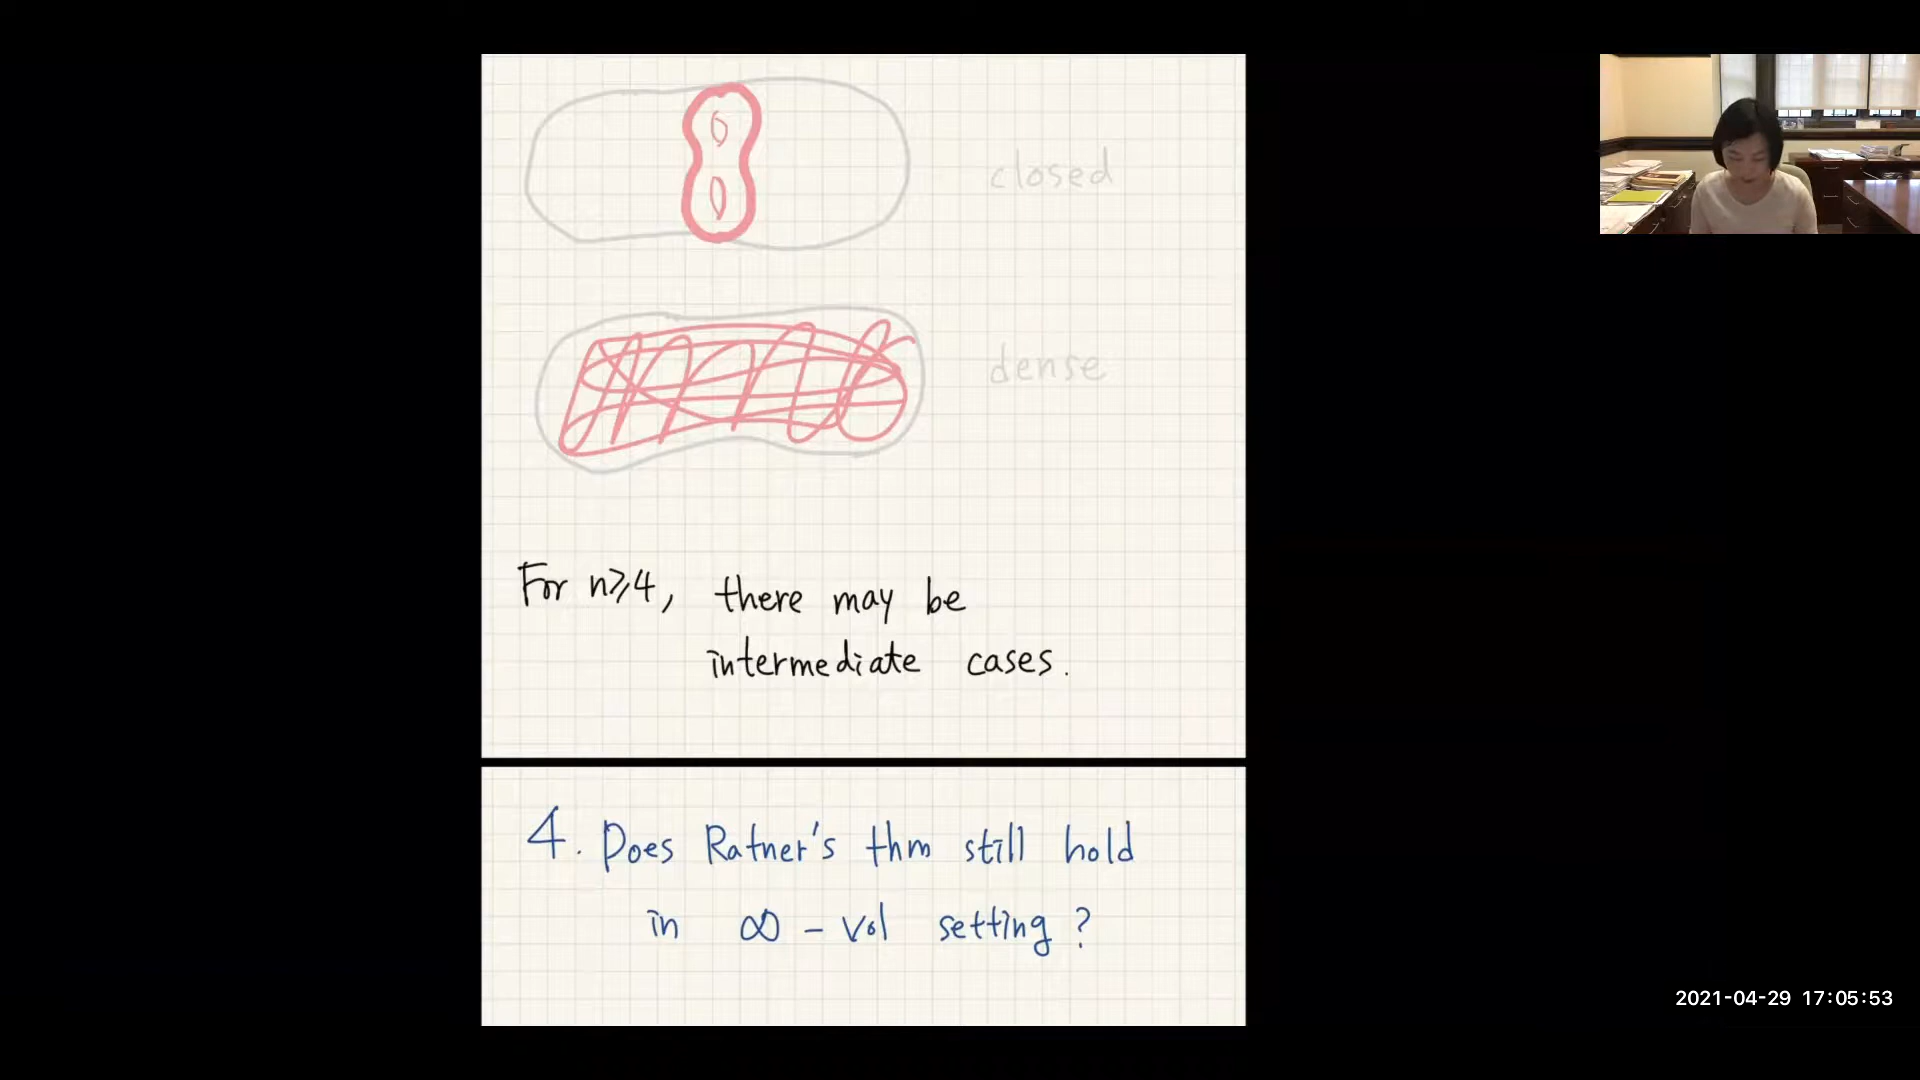 closed
dense
For n⩾4, there may be
intermediate cases.
4. Does Ratner's thm still hold
in ∞-vol setting?
2021-04-29 17:05:53